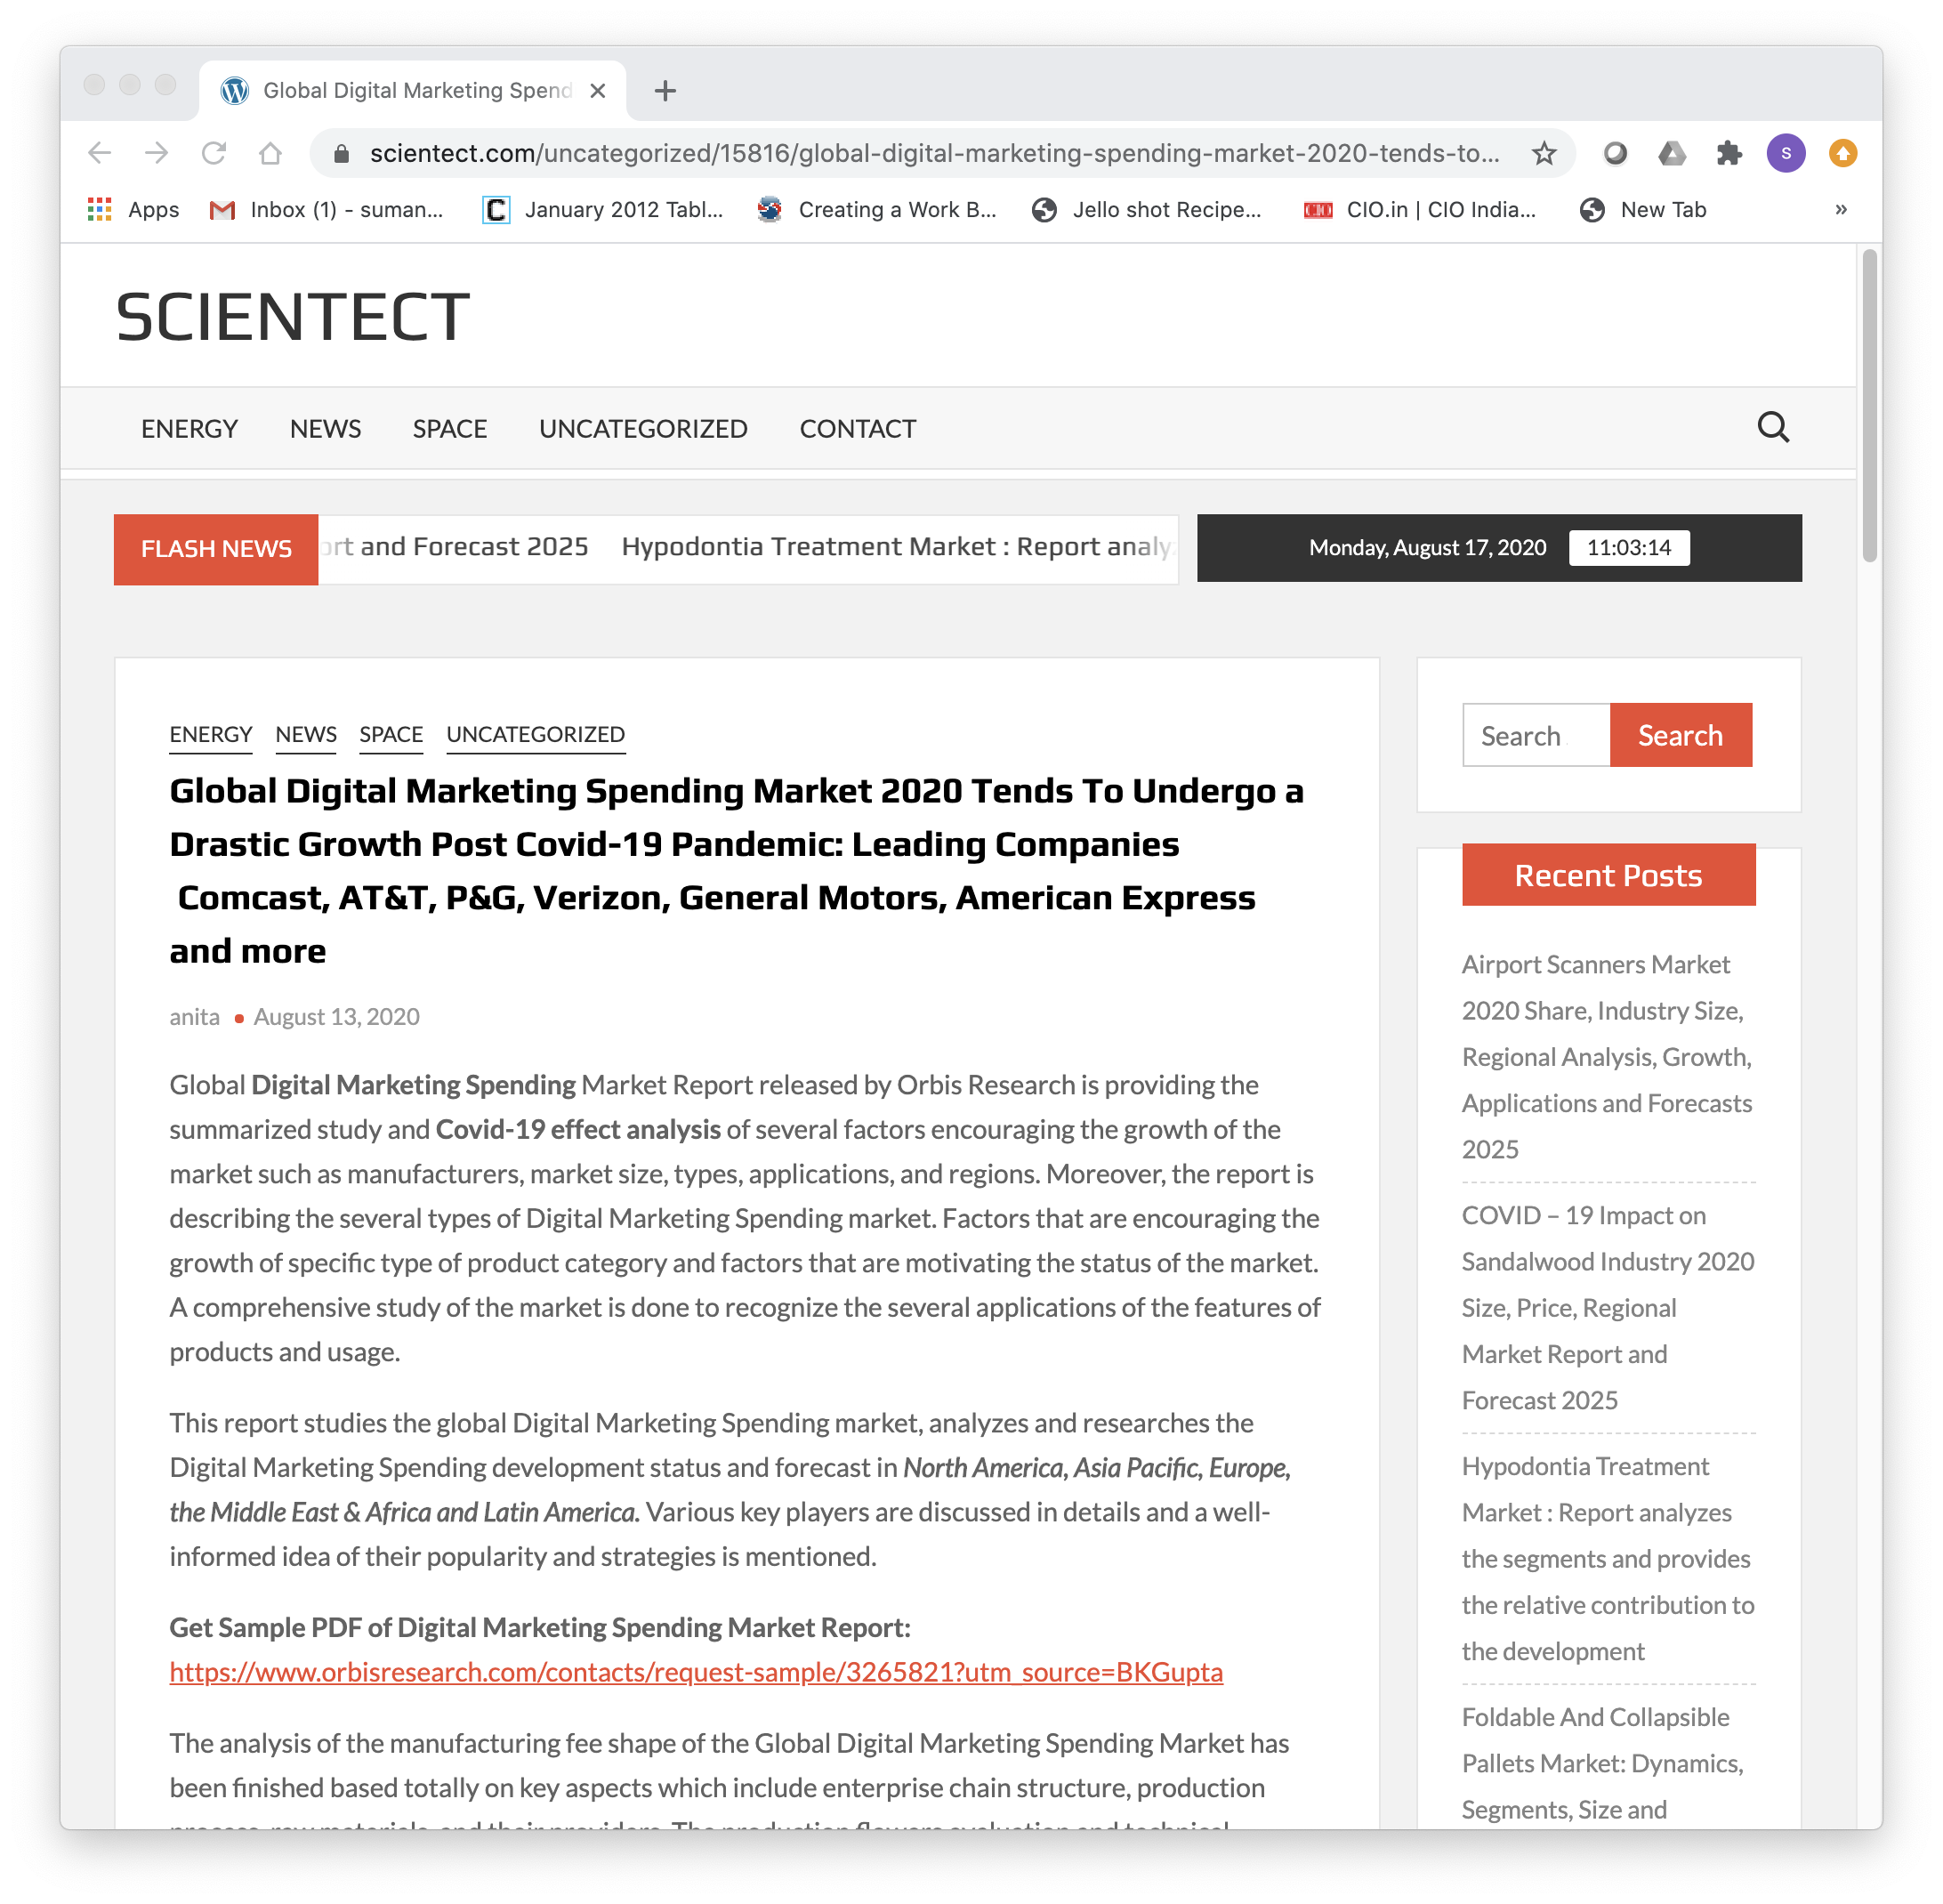 Global Digital Marketing Spend
scientect.com/uncategorized/15816/global-digital-marketing-spending-market-2020-tends-to...
S
Apps
Inbox (1) - suman...
January 2012 Tabl...
Creating a Work B...
Jello shot Recipe...
CIO
CIO.in | CIO India...
New Tab
»
SCIENTECT
ENERGY NEWS SPACE UNCATEGORIZED CONTACT
FLASH NEWS
and Forecast 2025 Hypodontia Treatment Market : Report
Monday, August 17, 2020 11:03:14
ENERGY NEWS SPACE UNCATEGORIZED
Global Digital Marketing Spending Market 2020 Tends To Undergo a
Drastic Growth Post Covid-19 Pandemic: Leading Companies
Comcast, AT&T, P&G, Verizon, General Motors, American Express
and more
anita • August 13, 2020
Global Digital Marketing Spending Market Report released by Orbis Research is providing the
summarized study and Covid-19 effect analysis of several factors encouraging the growth of the
market such as manufacturers, market size, types, applications, and regions. Moreover, the report is
describing the several types of Digital Marketing Spending market. Factors that are encouraging the
growth of specific type of product category and factors that are motivating the status of the market.
A comprehensive study of the market is done to recognize the several applications of the features of
products and usage.
This report studies the global Digital Marketing Spending market, analyzes and researches the
Digital Marketing Spending development status and forecast in North America, Asia Pacific, Europe,
the Middle East & Africa and Latin America. Various key players are discussed in details and a well-
informed idea of their popularity and strategies is mentioned.
Get Sample PDF of Digital Marketing Spending Market Report:
https://www.orbisresearch.com/contacts/request-sample/3265821?utm_source=BKGupta
The analysis of the manufacturing fee shape of the Global Digital Marketing Spending Market has
been finished based totally on key aspects which include enterprise chain structure, production
Search
Search
Recent Posts
Airport Scanners Market
2020 Share, Industry Size,
Regional Analysis, Growth,
Applications and Forecasts
2025
COVID – 19 Impact on
Sandalwood Industry 2020
Size, Price, Regional
Market Report and
Forecast 2025
Hypodontia Treatment
Market : Report analyzes
the segments and provides
the relative contribution to
the development
Foldable And Collapsible
Pallets Market: Dynamics,
Segments, Size and